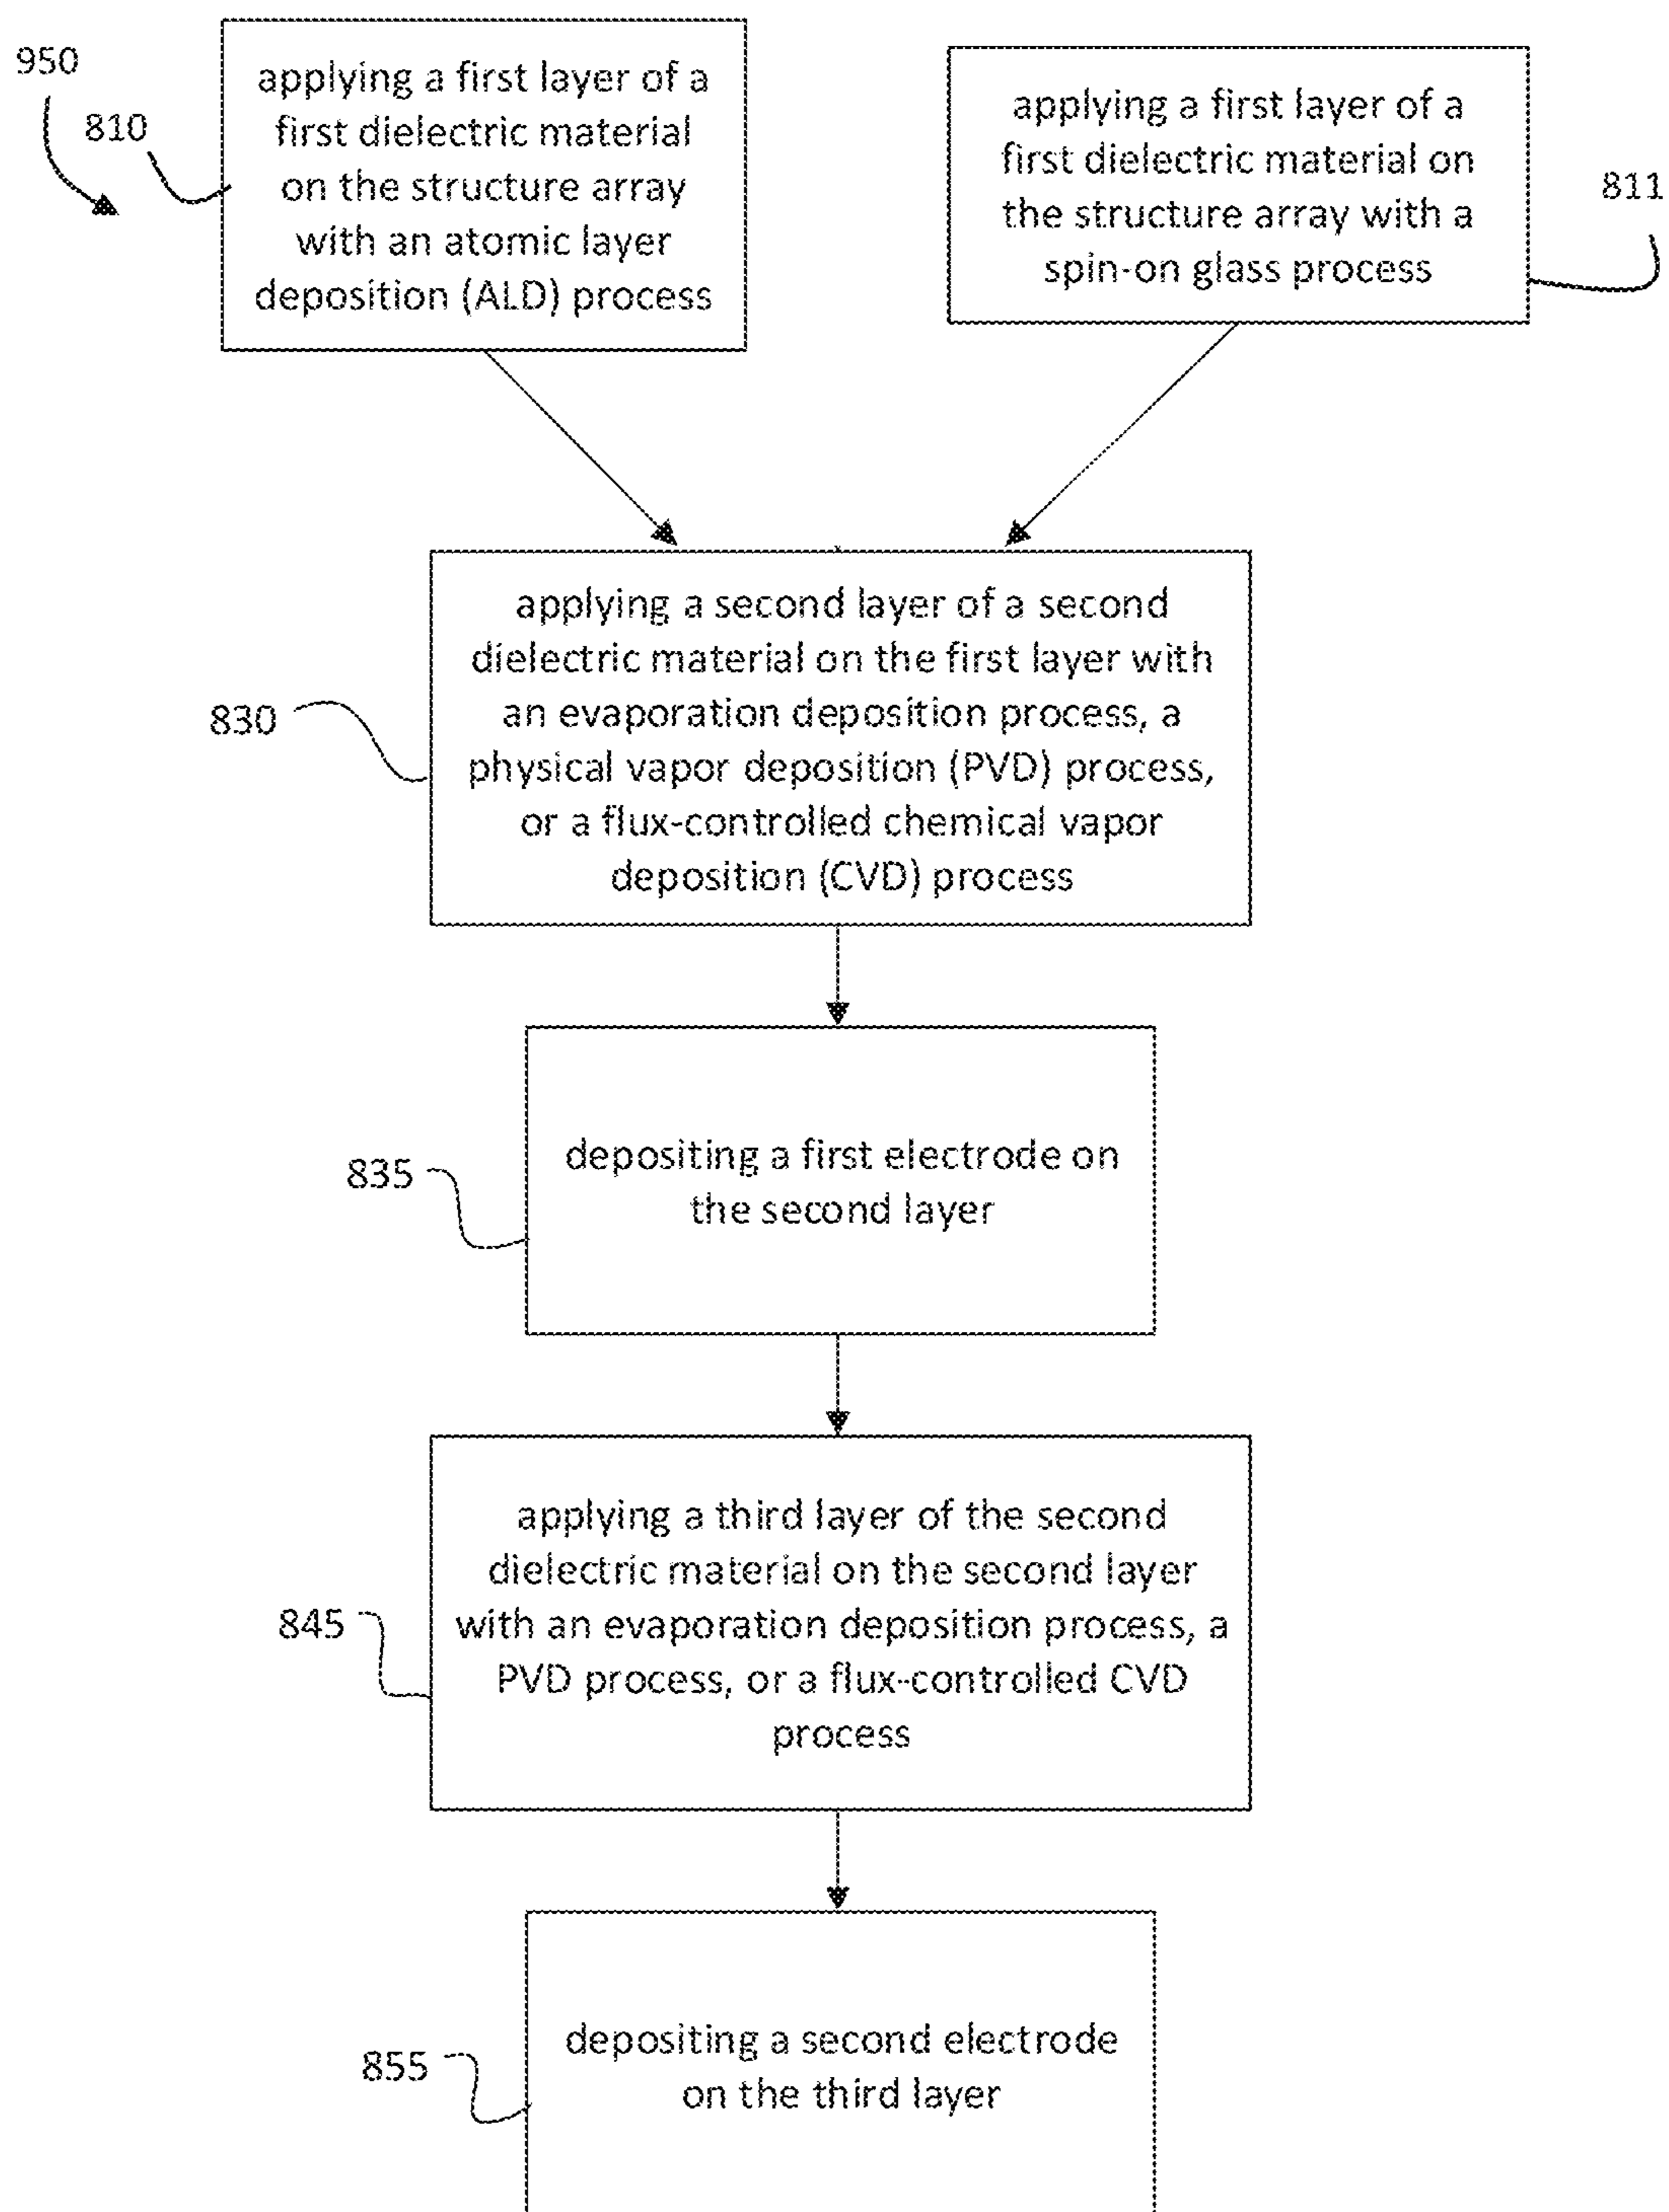 950
810
applying a first layer of a
first dielectric material
on the structure array
with an atomic layer
deposition (ALD) process
applying a first layer of a
first dielectric material on
the structure array with a
spin-on glass process
811
applying a second layer of a second
dielectric material on the first layer with
an evaporation deposition process, a
physical vapor deposition (PVD) process,
or a flux-controlled chemical vapor
deposition (CVD) process
830
depositing a first electrode on
the second layer
835
applying a third layer of the second
dielectric material on the second layer
with an evaporation deposition process, a
PVD process, or a flux-controlled CVD
process
845
depositing a second electrode
on the third layer
855